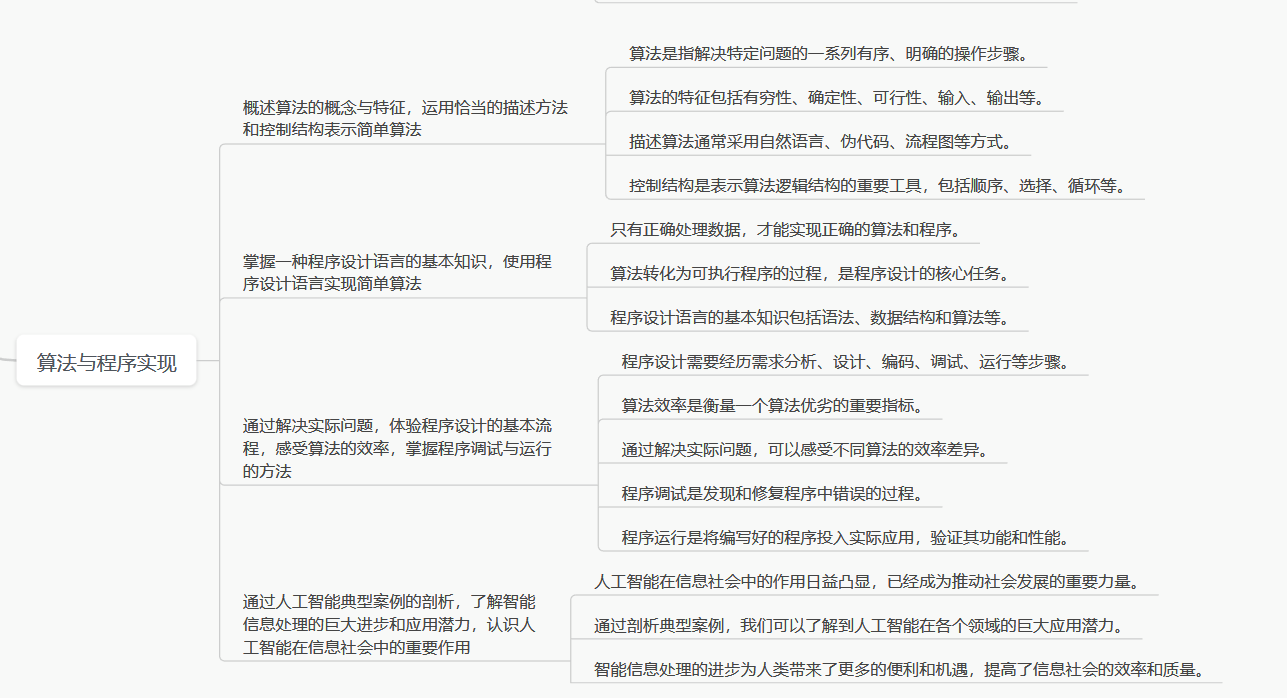 算法与程序实现
概述算法的概念与特征，运用恰当的描述方法
和控制结构表示简单算法
算法是指解决特定问题的一系列有序、明确的操作步骤。
算法的特征包括有穷性、确定性、可行性、输入、输出等。
描述算法通常采用自然语言、伪代码、流程图等方式。
控制结构是表示算法逻辑结构的重要工具，包括顺序、选择、循环等。
掌握一种程序设计语言的基本知识，使用程
序设计语言实现简单算法
只有正确处理数据，才能实现正确的算法和程序。
算法转化为可执行程序的过程，是程序设计的核心任务。
程序设计语言的基本知识包括语法、数据结构和算法等。
通过解决实际问题，体验程序设计的基本流
程，感受算法的效率，掌握程序调试与运行
的方法
程序设计需要经历需求分析、设计、编码、调试、运行等步骤。
算法效率是衡量一个算法优劣的重要指标。
通过解决实际问题，可以感受不同算法的效率差异。
程序调试是发现和修复程序中错误的过程。
程序运行是将编写好的程序投入实际应用，验证其功能和性能。
通过人工智能典型案例的剖析，了解智能
信息处理的巨大进步和应用潜力，认识人
工智能在信息社会中的重要作用
人工智能在信息社会中的作用日益凸显，已经成为推动社会发展的重要力量。
通过剖析典型案例，我们可以了解到人工智能在各个领域的巨大应用潜力。
智能信息处理的进步为人类带来了更多的便利和机遇，提高了信息社会的效率和质量。